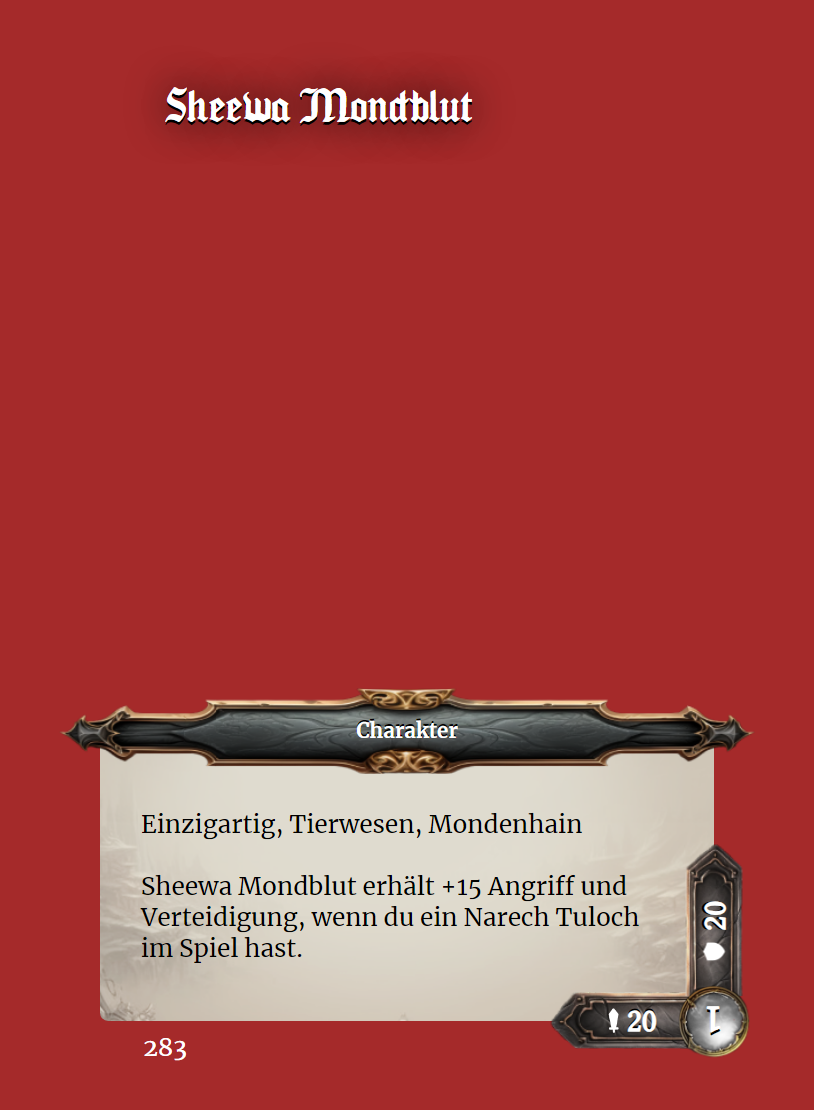 Sheewa Mondblut
Charakter
Einzigartig, Tierwesen, Mondenhain
Sheewa Mondblut erhält +15 Angriff und
Verteidigung, wenn du ein Narech Tuloch
im Spiel hast.
20
20
1
283